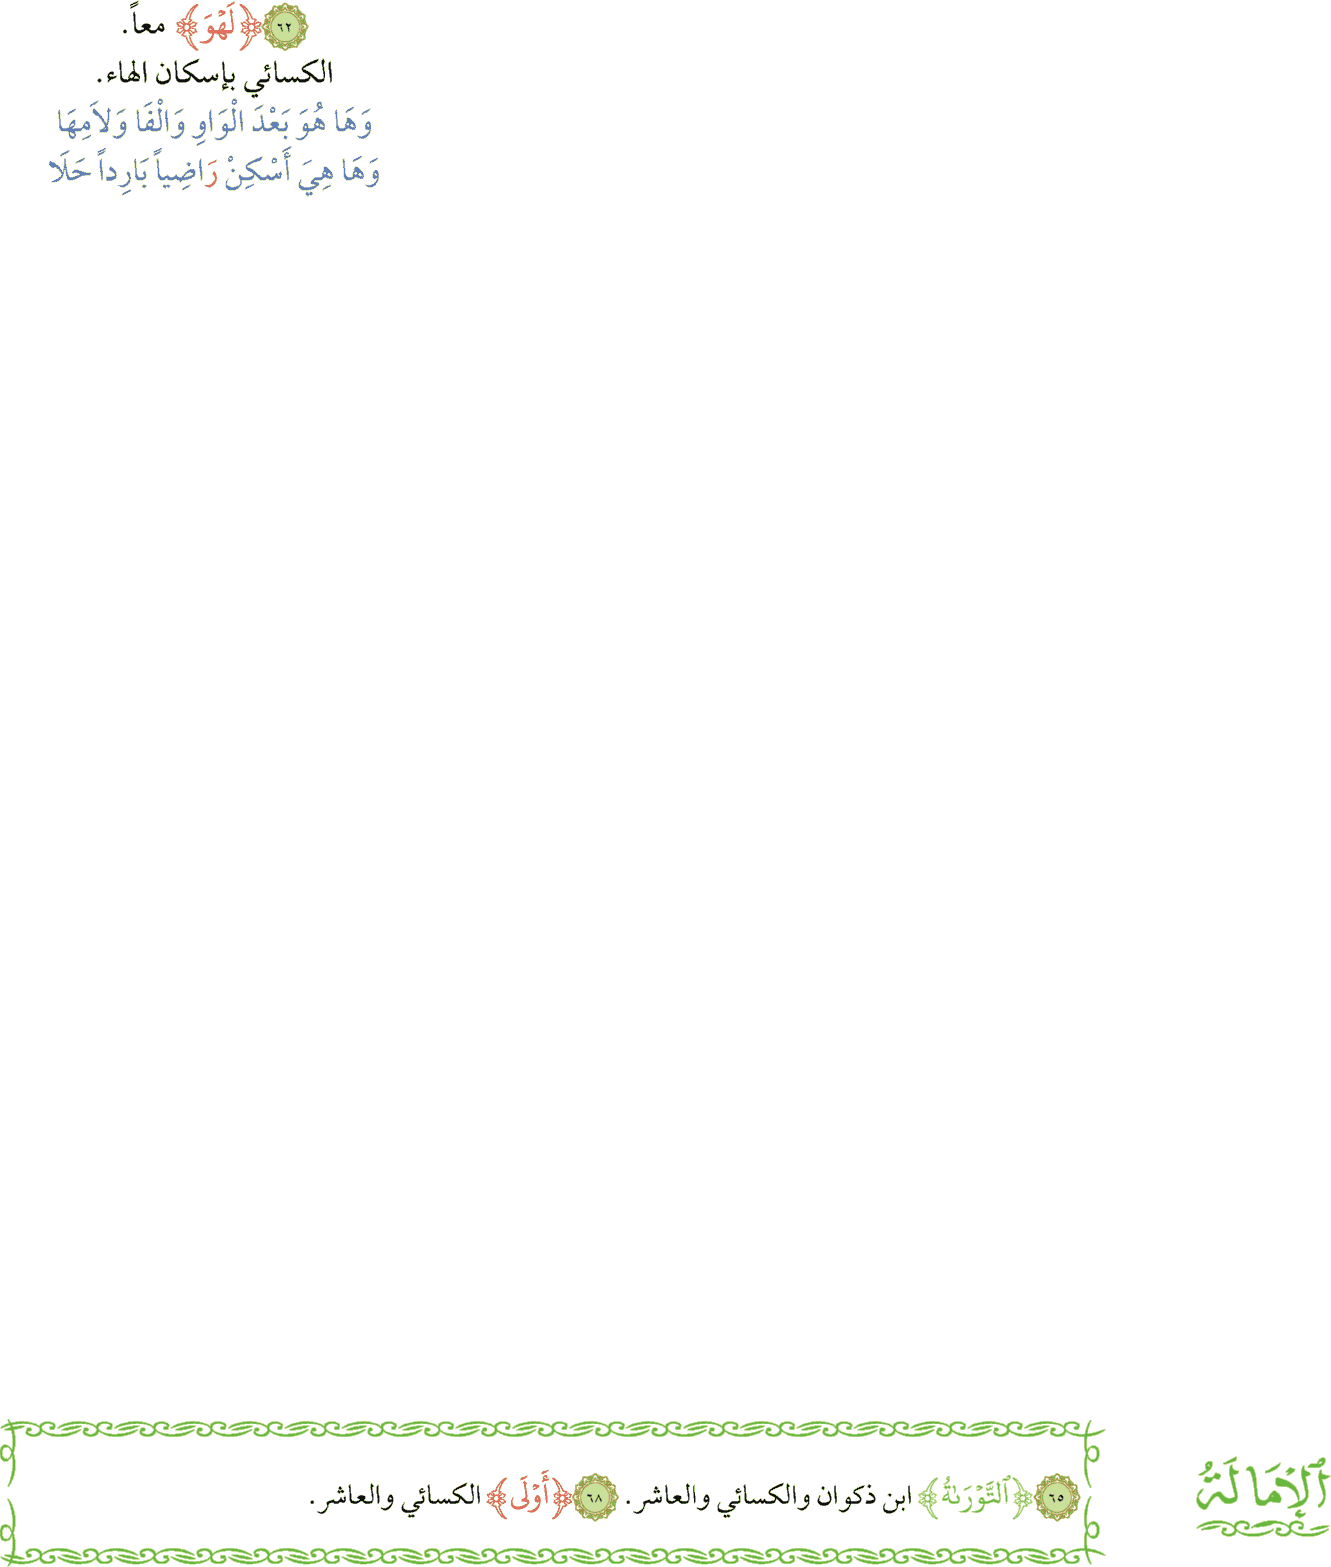 ٦٢ ﴿لَهْوَ﴾ معاً.
الكسائي بإسكان الهاء.
وَهَا هُوَ بَعْدَ الْوَاوِ وَالْفَا وَلاَمِهَا
وَهَا هِيَ أَسْكِنْ رَاضِياً بَارِداً حَلَا
ٱلْإِمَالَةُ
٦٥ ﴿ٱلتَّوْرَىٰةُ﴾ ابن ذكوان والكسائي والعاشر. ٦٨ ﴿أَوْلَى﴾ الكسائي والعاشر.